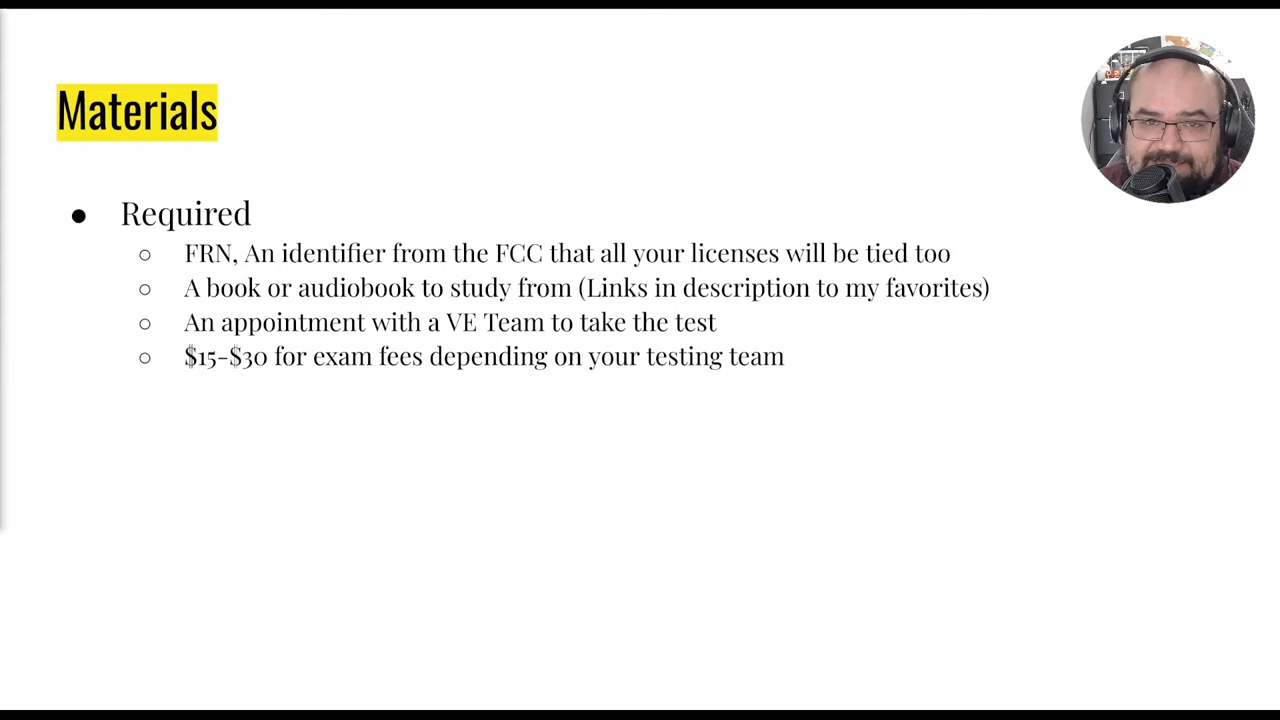 Materials
● Required
○ FRN, An identifier from the FCC that all your licenses will be tied too
○ A book or audiobook to study from (Links in description to my favorites)
○ An appointment with a VE Team to take the test
○ $15-$30 for exam fees depending on your testing team